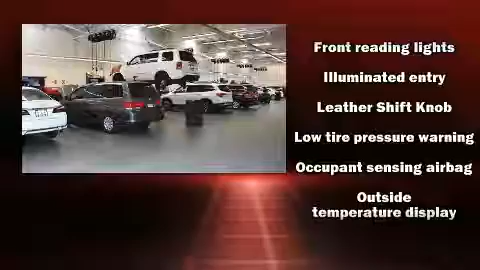 Front reading lights
Illuminated entry
Leather Shift Knob
Low tire pressure warning
Occupant sensing airbag
Outside
temperature display